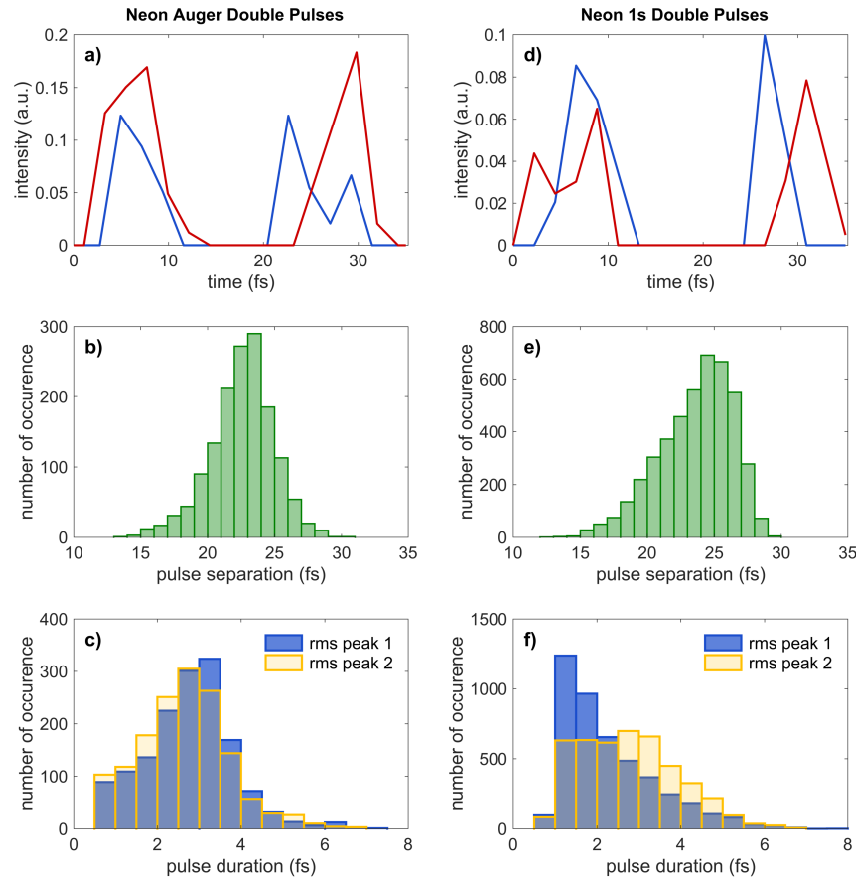 Neon Auger Double Pulses
Neon 1s Double Pulses
a)
intensity (a.u.)
0.2
0.15
0.1
0.05
0
0
10
20
30
time (fs)
d)
intensity (a.u.)
0.1
0.08
0.06
0.04
0.02
0
0
10
20
30
time (fs)
b)
number of occurence
300
200
100
0
10
15
20
25
30
35
pulse separation (fs)
e)
number of occurence
800
600
400
200
0
10
15
20
25
30
35
pulse separation (fs)
c)
rms peak 1
rms peak 2
number of occurence
400
300
200
100
0
0
2
4
6
8
pulse duration (fs)
f)
rms peak 1
rms peak 2
number of occurence
1500
1000
500
0
0
2
4
6
8
pulse duration (fs)